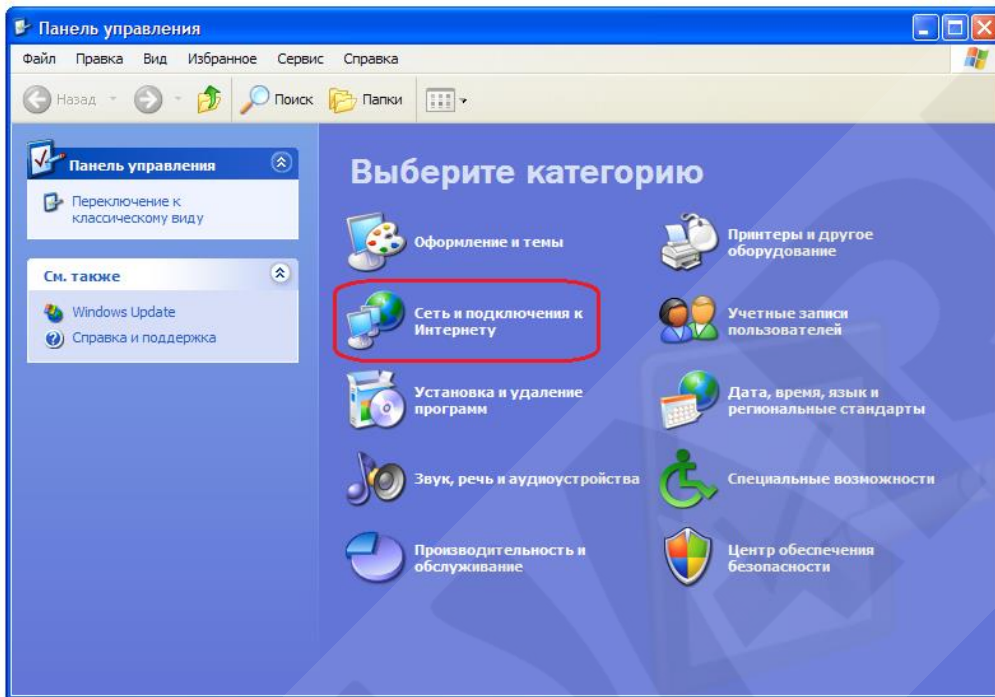 Панель управления
Файл Правка Вид Избранное Сервис Справка
Назад Поиск Папки
Панель управления
Переключение к
классическому виду
См. также
Windows Update
Справка и поддержка
Выберите категорию
Оформление и темы
Принтеры и другое
оборудование
Сеть и подключения к
Интернету
Учетные записи
пользователей
Установка и удаление
программ
Дата, время, язык и
региональные стандарты
Звук, речь и аудиоустройства
Специальные возможности
Производительность и
обслуживание
Центр обеспечения
безопасности